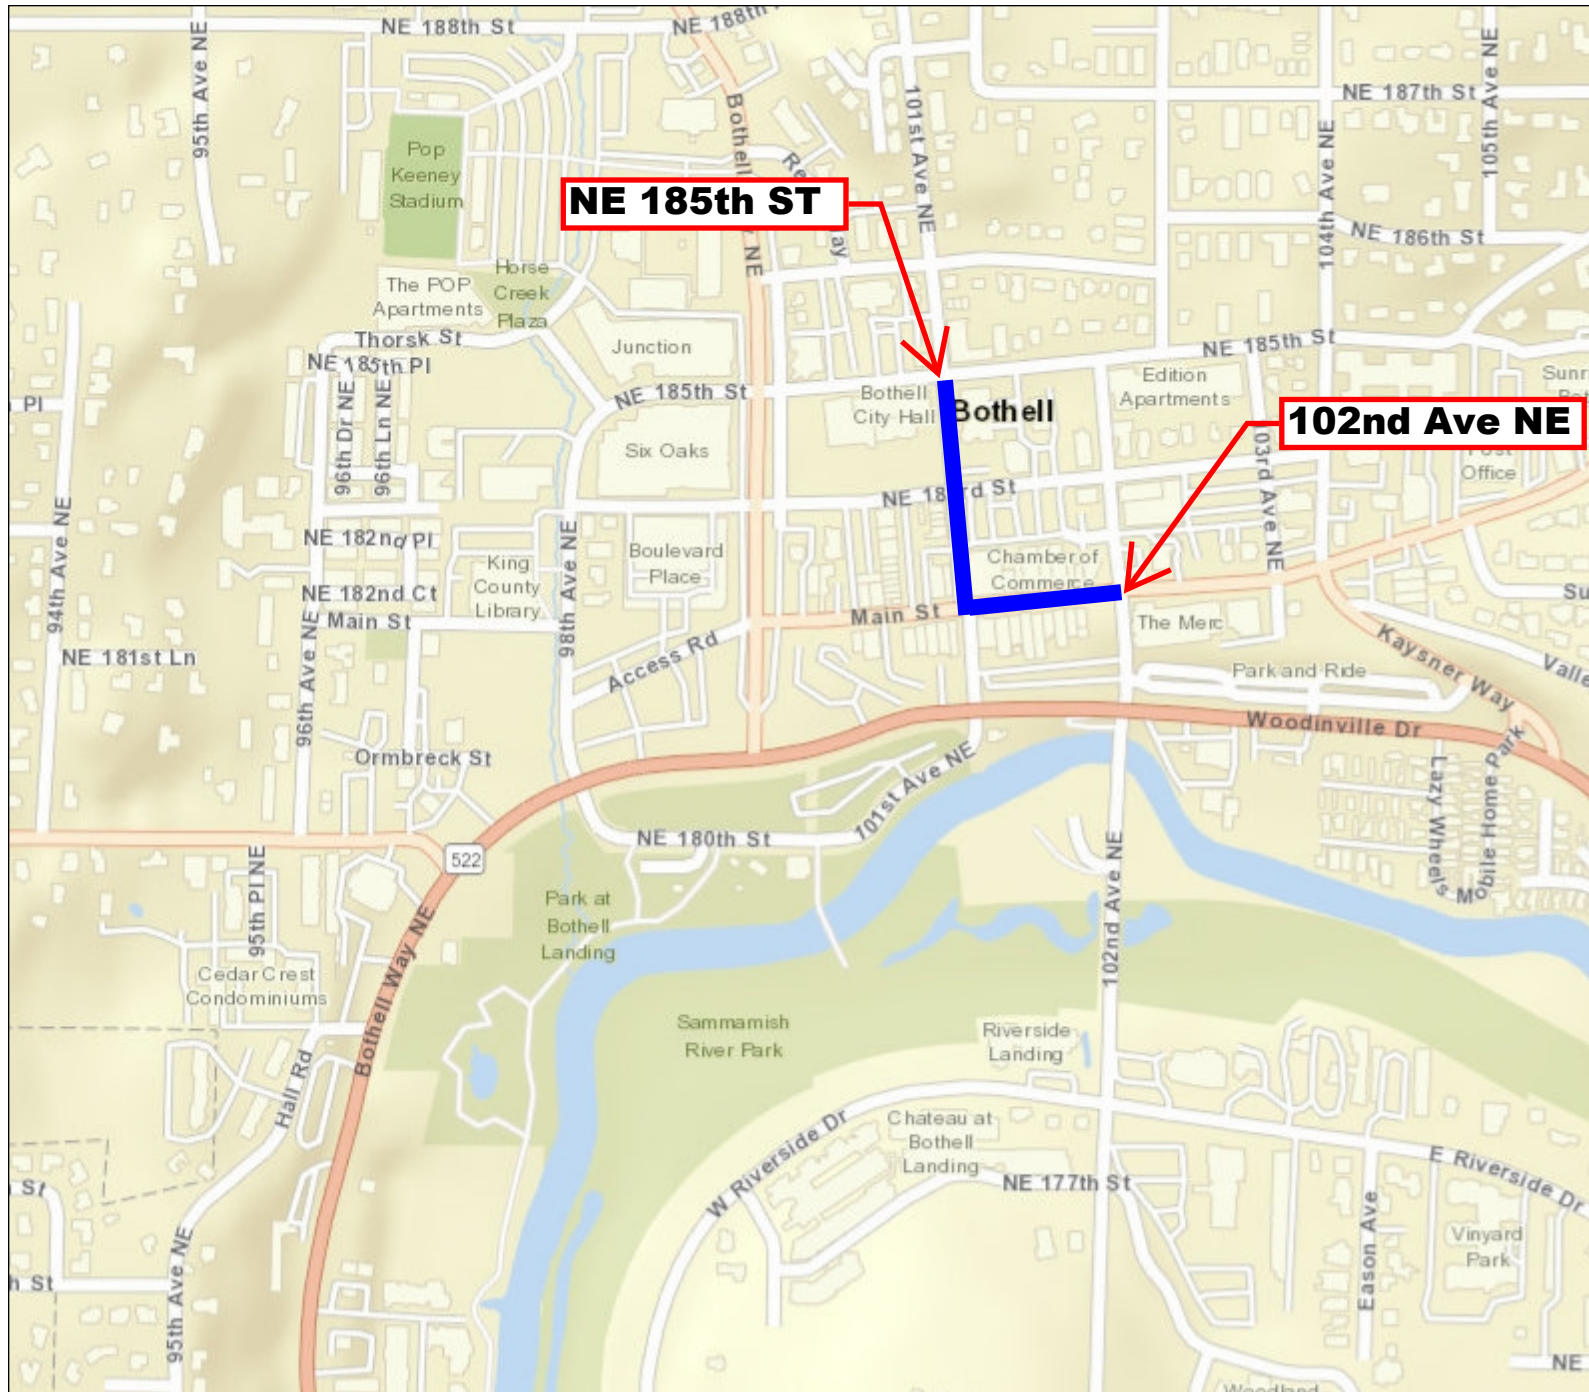 NE 188th St
NE 188th
95th Ave NE
101st Ave NE
NE 187th St
105th Ave NE
104th Ave NE
Bothell
NE
Pop
Keeney
Stadium
NE 185th ST
NE 186th St
Horse
Creek
Plaza
The POP
Apartments
Thorsk St
NE 185th Pl
Junction
NE 185th St
NE 185th St
Edition
Apartments
Bothell
City Hall
Bothell
102nd Ave NE
Pl
96th Dr NE
96th Ln NE
Six Oaks
Office
03rd Ave NE
94th Ave NE
NE 182nd Pl
98th Ave NE
Boulevard
Place
Chamber of
Commerce
King
County
Library
NE 182nd Ct
Main St
Main St
The Merc
Kaysner Way
Valle
NE 181st Ln
Access Rd
Park and Ride
96th Ave NE
Woodinville Dr
Ormbreck St
101st Ave NE
Lazy Wheels Mobile Home Park
NE 180th St
522
95th Pl NE
Park at
Bothell
Landing
102nd Ave NE
Bothell Way NE
Cedar Crest
Condominiums
Sammamish
River Park
Riverside
Landing
Hall Rd
Chateau at
Bothell
Landing
W Riverside Dr
NE 177th St
E Riverside Dr
St
Vinyard
Park
Eason Ave
h St
95th Ave NE
NE